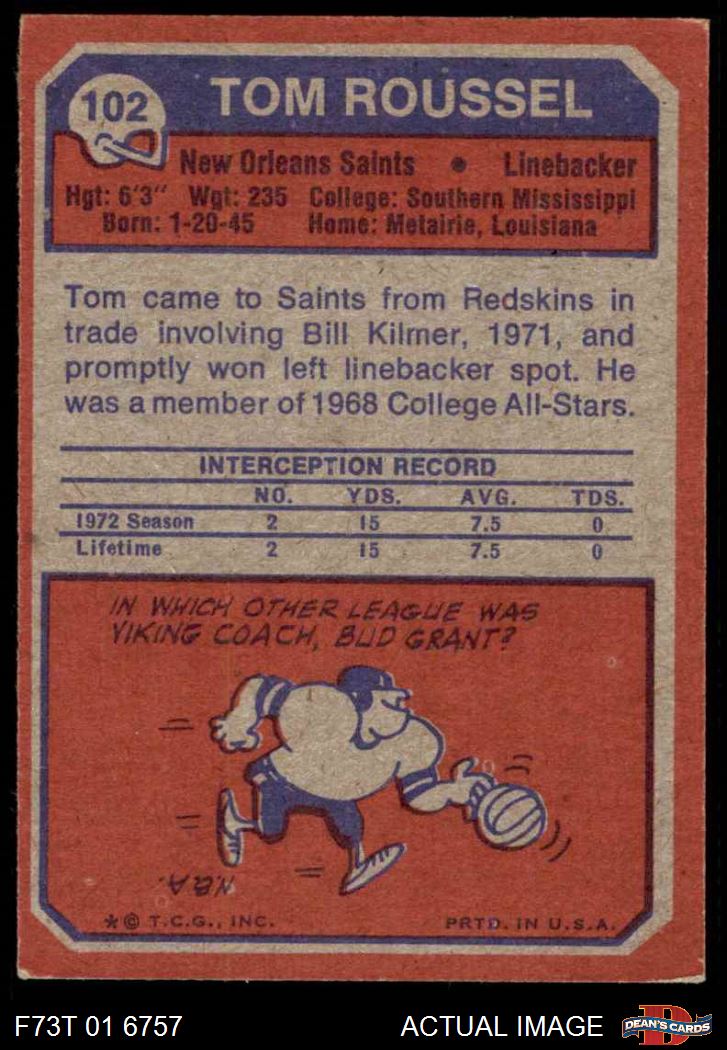 102
TOM ROUSSEL
New Orleans Saints • Linebacker
Hgt: 6'3" Wgt: 235 College: Southern Mississippi
Born: 1-20-45 Home: Metairie, Louisiana
Tom came to Saints from Redskins in
trade involving Bill Kilmer, 1971, and
promptly won left linebacker spot. He
was a member of 1968 College All-Stars.
INTERCEPTION RECORD
NO. YDS. AVG. TDS.
1972 Season 2 15 7.5 0
Lifetime 2 15 7.5 0
IN WHICH OTHER LEAGUE WAS
VIKING COACH, BUD GRANT?
N.B.A.
* © T.C.G., INC. PRTD. IN U.S.A.
F73T 01 6757 ACTUAL IMAGE
D
DEAN'S CARDS